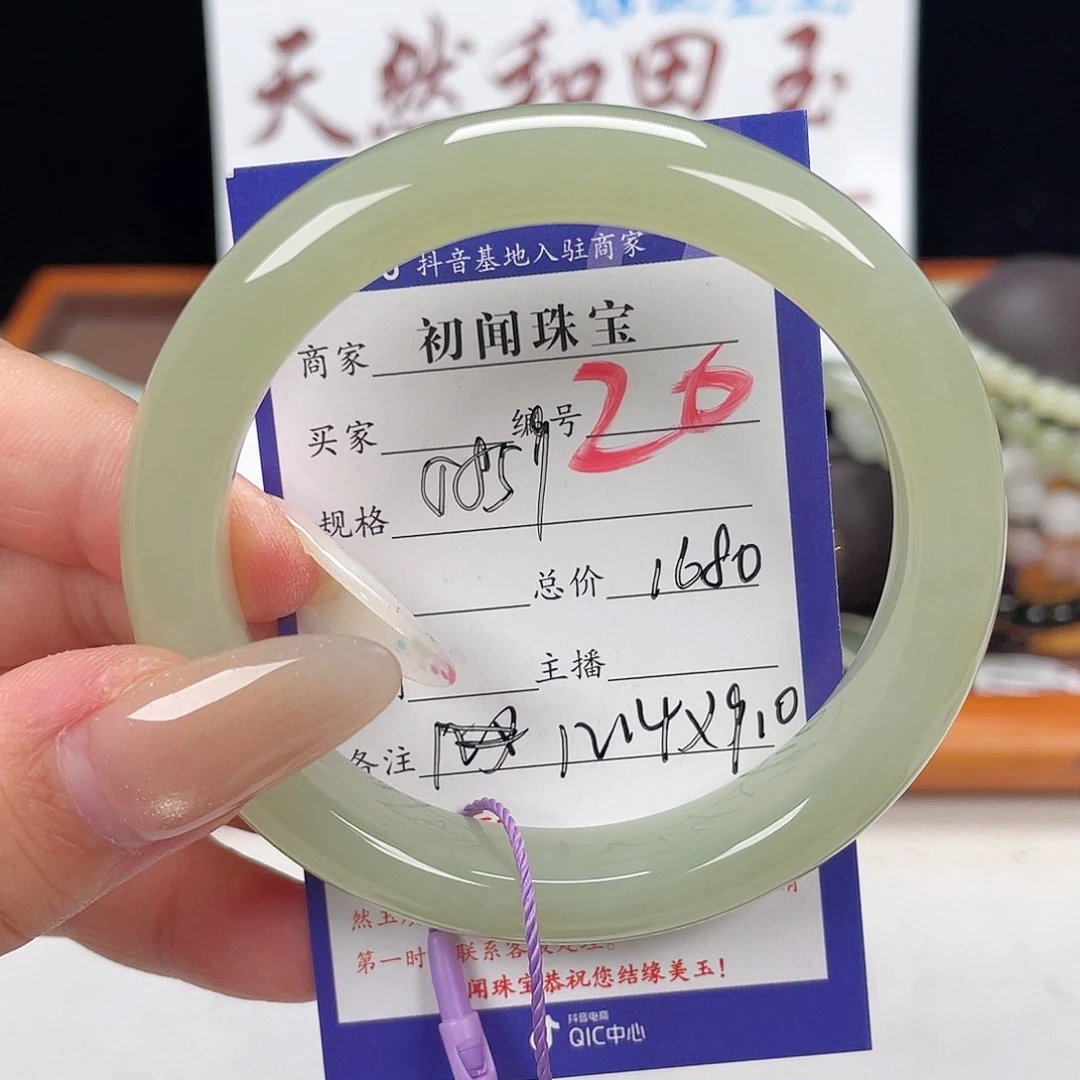 天然和田玉
抖音基地入驻商家
商家 初闻珠宝
买家 编号 26
规格
总价 1680
主播
备注 12.4X9.0
第一时 联系客
闻珠宝恭祝您结缘美玉！
抖音电商
QIC中心